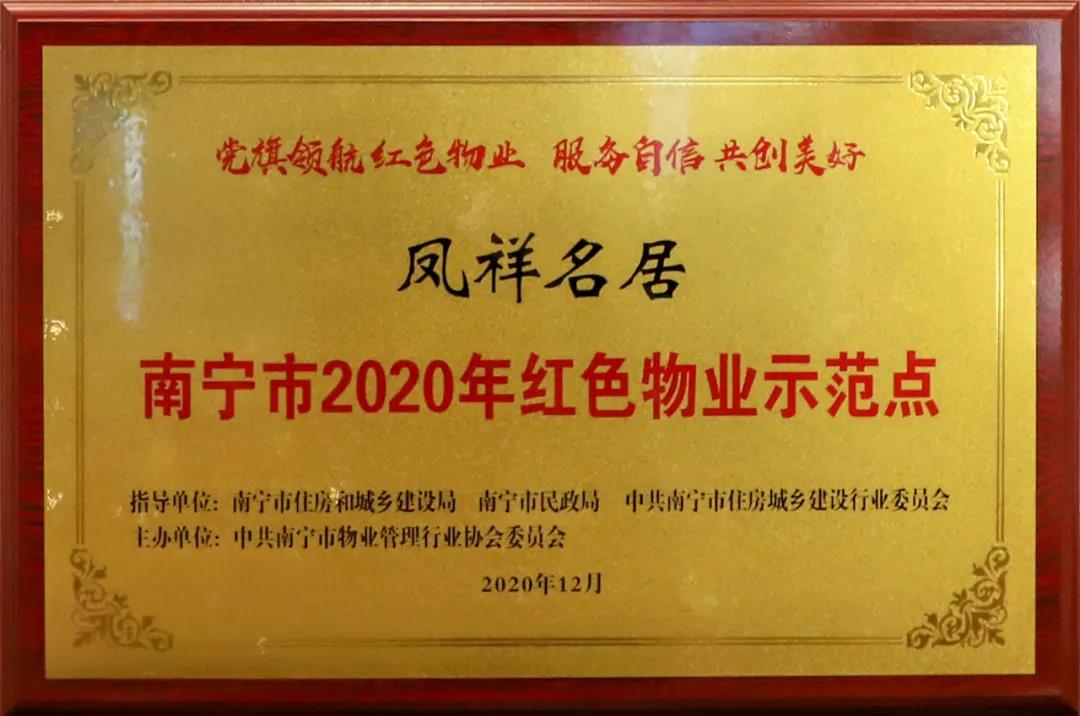 党旗领航 红色物业 服务自信 共创美好
凤祥名居
南宁市2020年红色物业示范点
指导单位：南宁市住房和城乡建设局 南宁市民政局 中共南宁市住房城乡建设行业委员会
主办单位：中共南宁市物业管理行业协会委员会
2020年12月